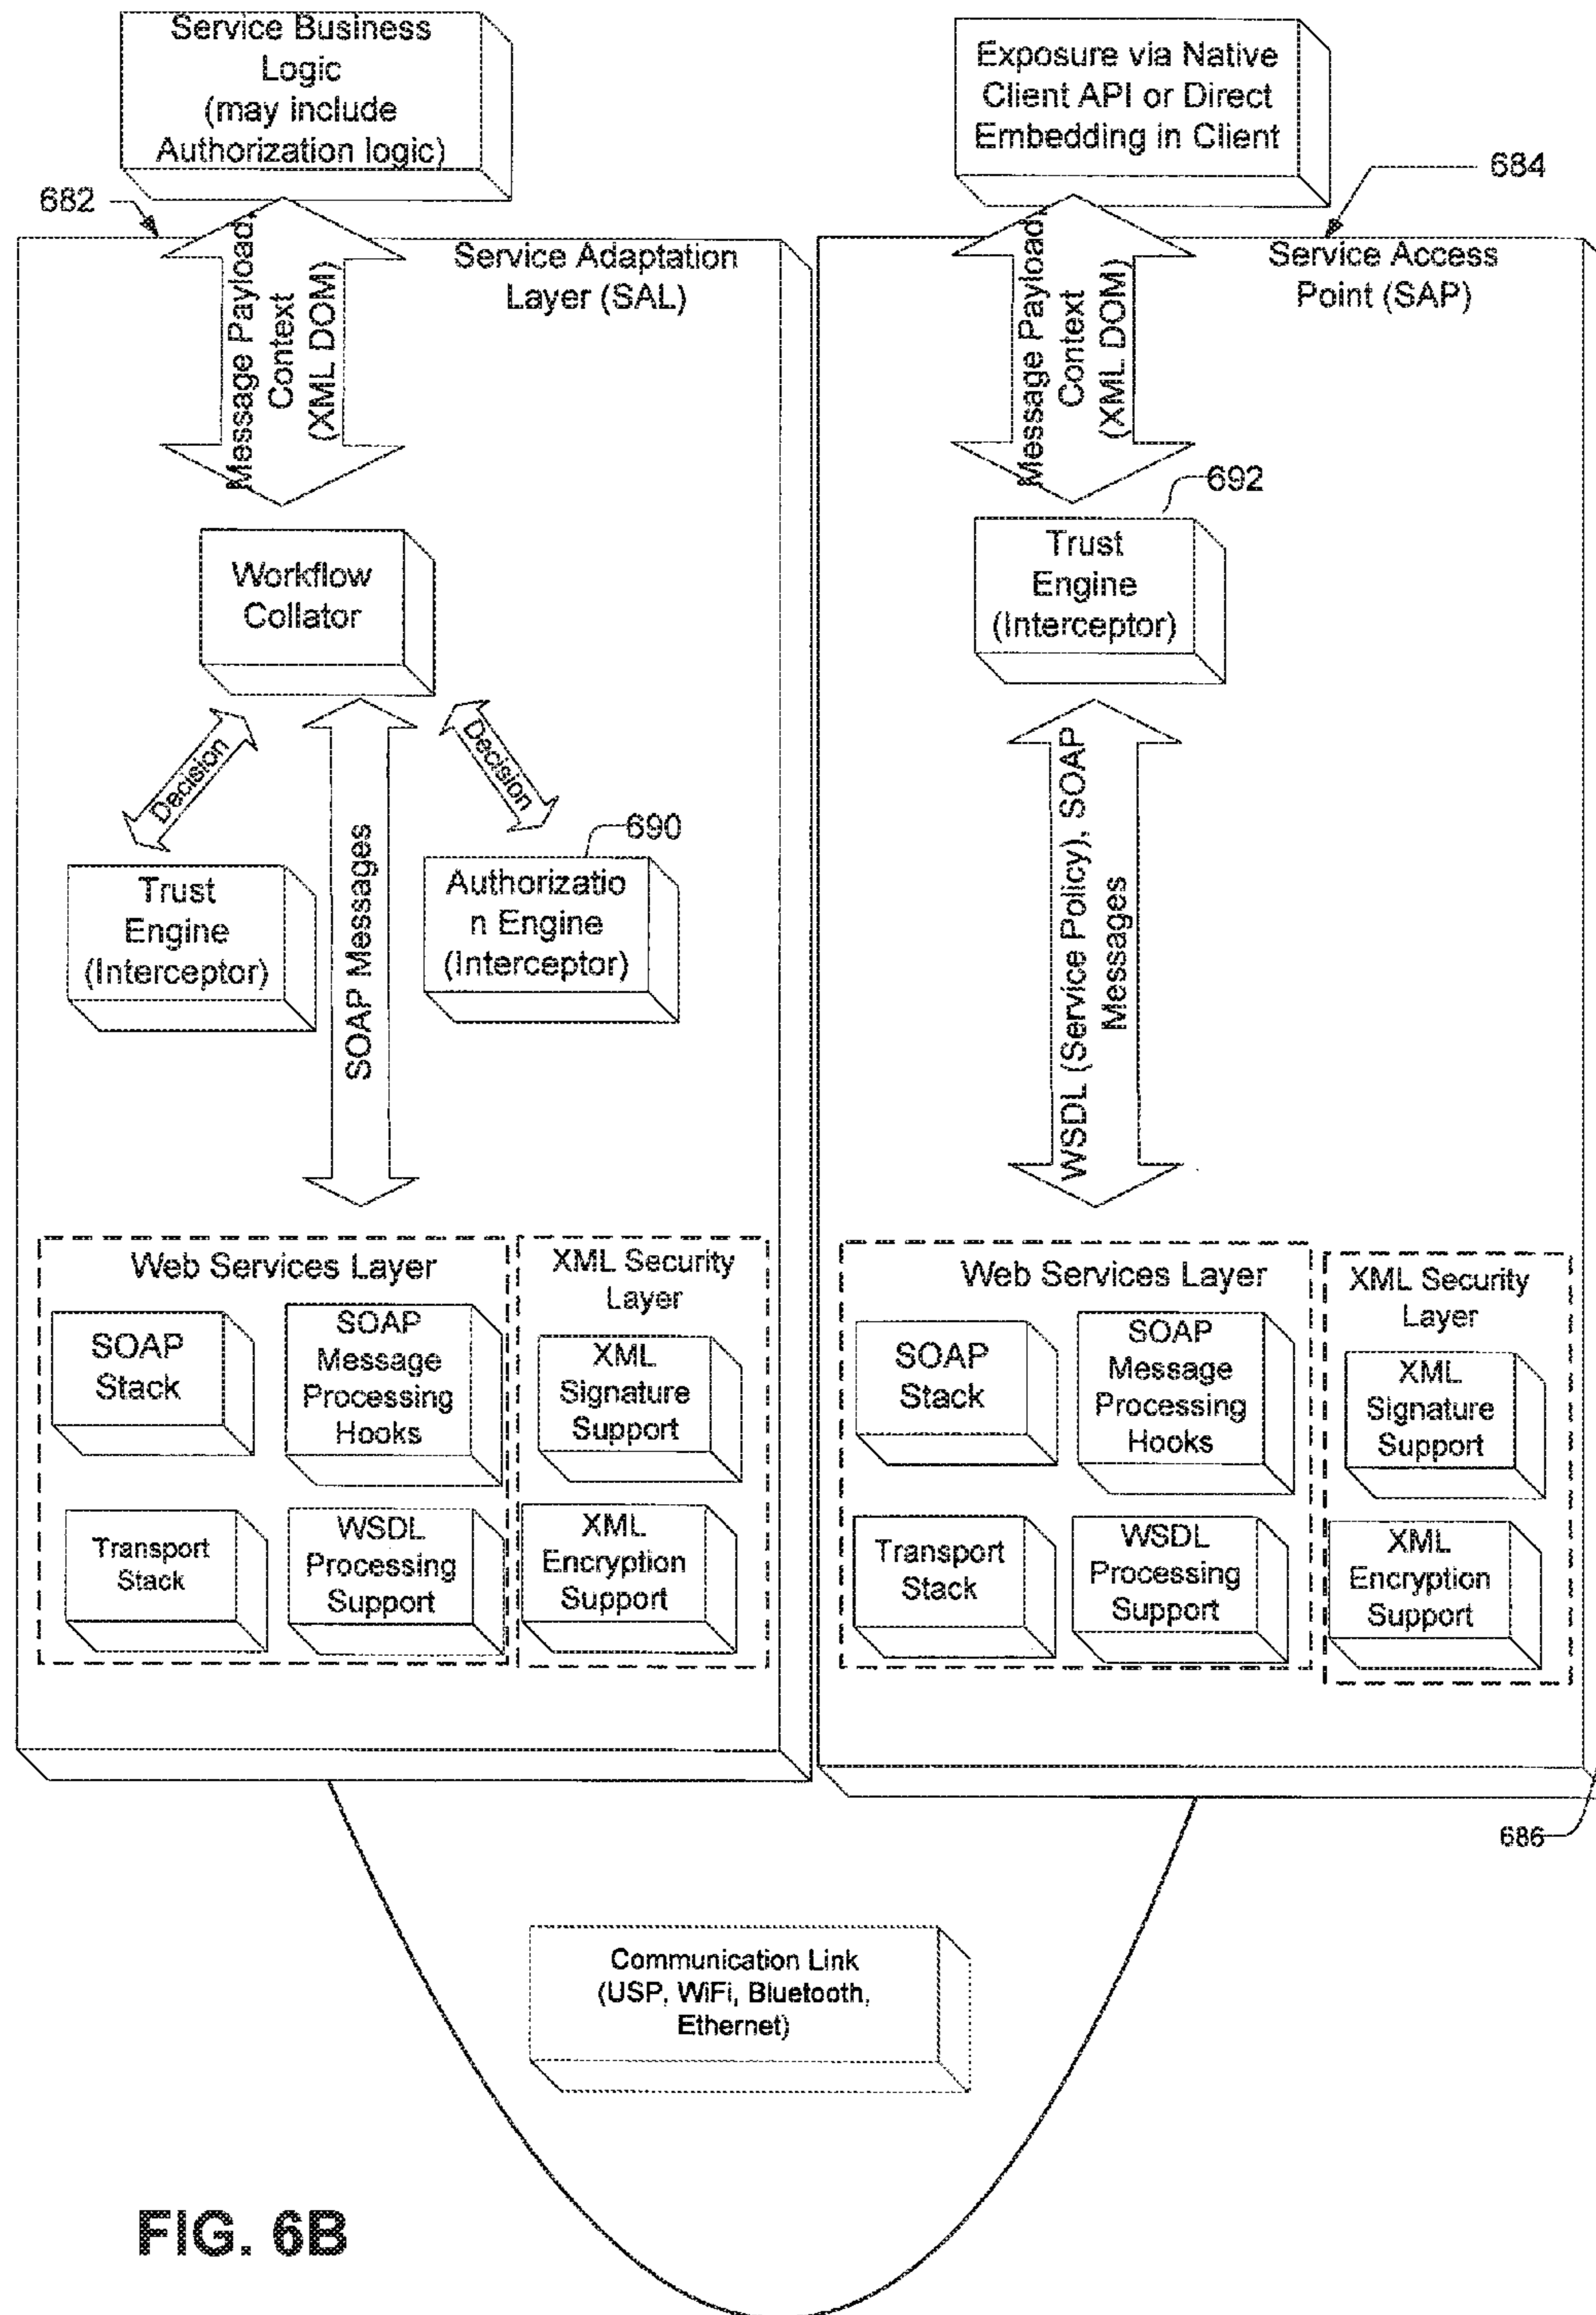 Service Business
Logic
(may include
Authorization logic)
Exposure via Native
Client API or Direct
Embedding in Client
682
684
Service Adaptation
Layer (SAL)
Message Payload,
Context
(XML DOM)
Service Access
Point (SAP)
Message Payload,
Context
(XML DOM)
Workflow
Collator
692
Trust
Engine
(Interceptor)
Decision
Decision
690
Trust
Engine
(Interceptor)
SOAP Messages
Authorizatio
n Engine
(Interceptor)
WSDL (Service Policy), SOAP
Messages
Web Services Layer
SOAP
Stack
SOAP
Message
Processing
Hooks
Transport
Stack
WSDL
Processing
Support
XML Security
Layer
XML
Signature
Support
XML
Encryption
Support
Web Services Layer
SOAP
Stack
SOAP
Message
Processing
Hooks
Transport
Stack
WSDL
Processing
Support
XML Security
Layer
XML
Signature
Support
XML
Encryption
Support
686
Communication Link
(USP, WiFi, Bluetooth,
Ethernet)
FIG. 6B